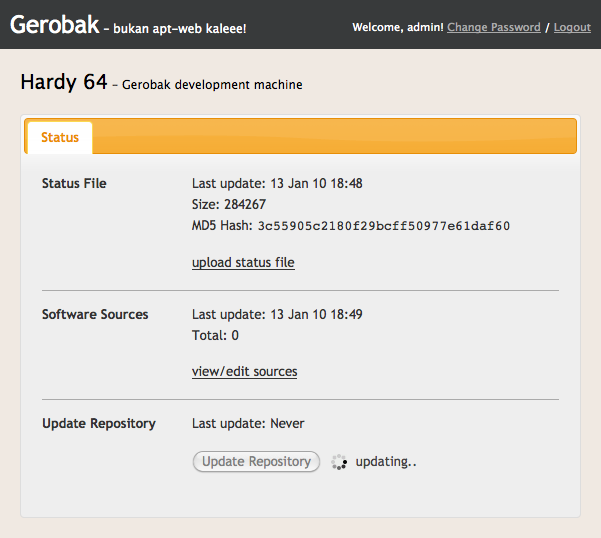 Gerobak – bukan apt-web kaleee!
Welcome, admin! Change Password / Logout
Hardy 64 – Gerobak development machine
Status
Status File
Last update: 13 Jan 10 18:48
Size: 284267
MD5 Hash: 3c55905c2180f29bcff50977e61daf60
upload status file
Software Sources
Last update: 13 Jan 10 18:49
Total: 0
view/edit sources
Update Repository
Last update: Never
Update Repository
updating..